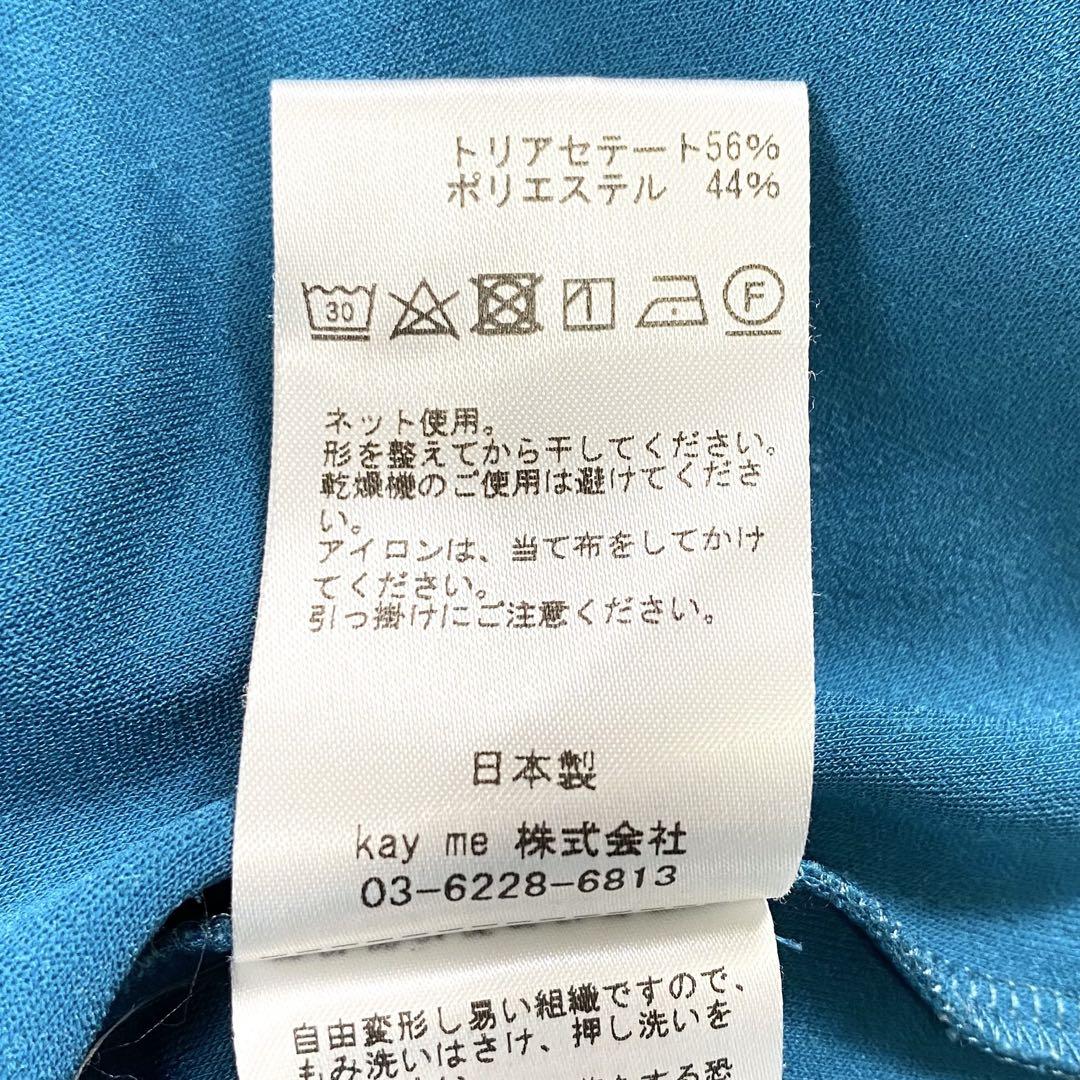 トリアセテート56%
ポリエステル 44%
30
1
F
ネット使用。
形を整えてから干してください。
乾燥機のご使用は避けてくださ
い。
アイロンは、当て布をしてかけ
てください。
引っ掛けにご注意ください。
日本製
kay me 株式会社
03-6228-6813
自由変形し易い組織ですので、
もみ洗いはさけ、押し洗いを
をする恐